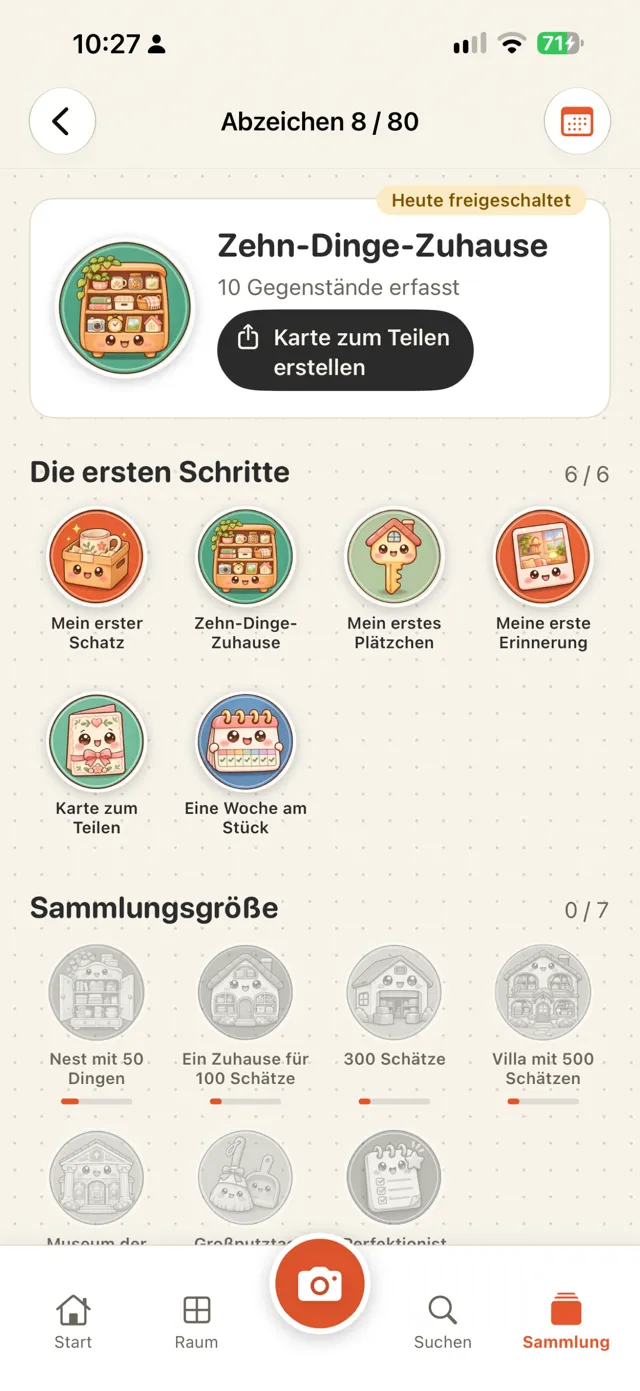 10:27
71
Abzeichen 8 / 80
Heute freigeschaltet
Zehn-Dinge-Zuhause
10 Gegenstände erfasst
Karte zum Teilen
erstellen
Die ersten Schritte
6 / 6
Mein erster
Schatz
Zehn-Dinge-
Zuhause
Mein erstes
Plätzchen
Meine erste
Erinnerung
Karte zum
Teilen
Eine Woche am
Stück
Sammlungsgröße
0 / 7
Nest mit 50
Dingen
Ein Zuhause für
100 Schätze
300 Schätze
Villa mit 500
Schätzen
Museum der
Perfektionist
Start
Raum
Suchen
Sammlung